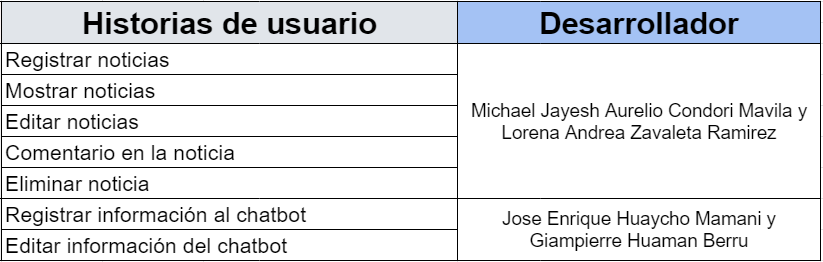 Historias de usuario
Desarrollador
Registrar noticias
Mostrar noticias
Editar noticias
Comentario en la noticia
Eliminar noticia
Michael Jayesh Aurelio Condori Mavila y
Lorena Andrea Zavaleta Ramirez
Registrar información al chatbot
Editar información del chatbot
Jose Enrique Huaycho Mamani y
Giampierre Huaman Berru